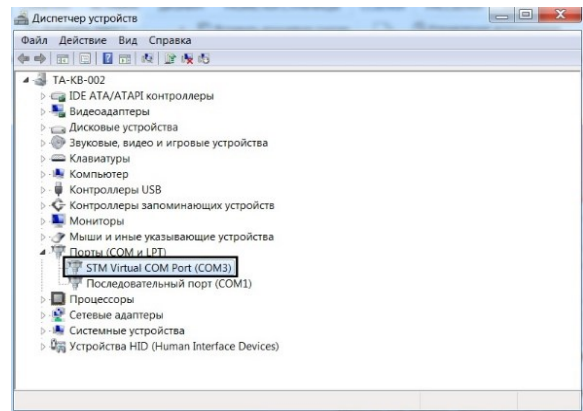 Диспетчер устройств
Файл Действие Вид Справка
TA-KB-002
IDE ATA/ATAPI контроллеры
Видеоадаптеры
Дисковые устройства
Звуковые, видео и игровые устройства
Клавиатуры
Компьютер
Контроллеры USB
Контроллеры запоминающих устройств
Мониторы
Мыши и иные указывающие устройства
Порты (COM и LPT)
STM Virtual COM Port (COM3)
Последовательный порт (COM1)
Процессоры
Сетевые адаптеры
Системные устройства
Устройства HID (Human Interface Devices)